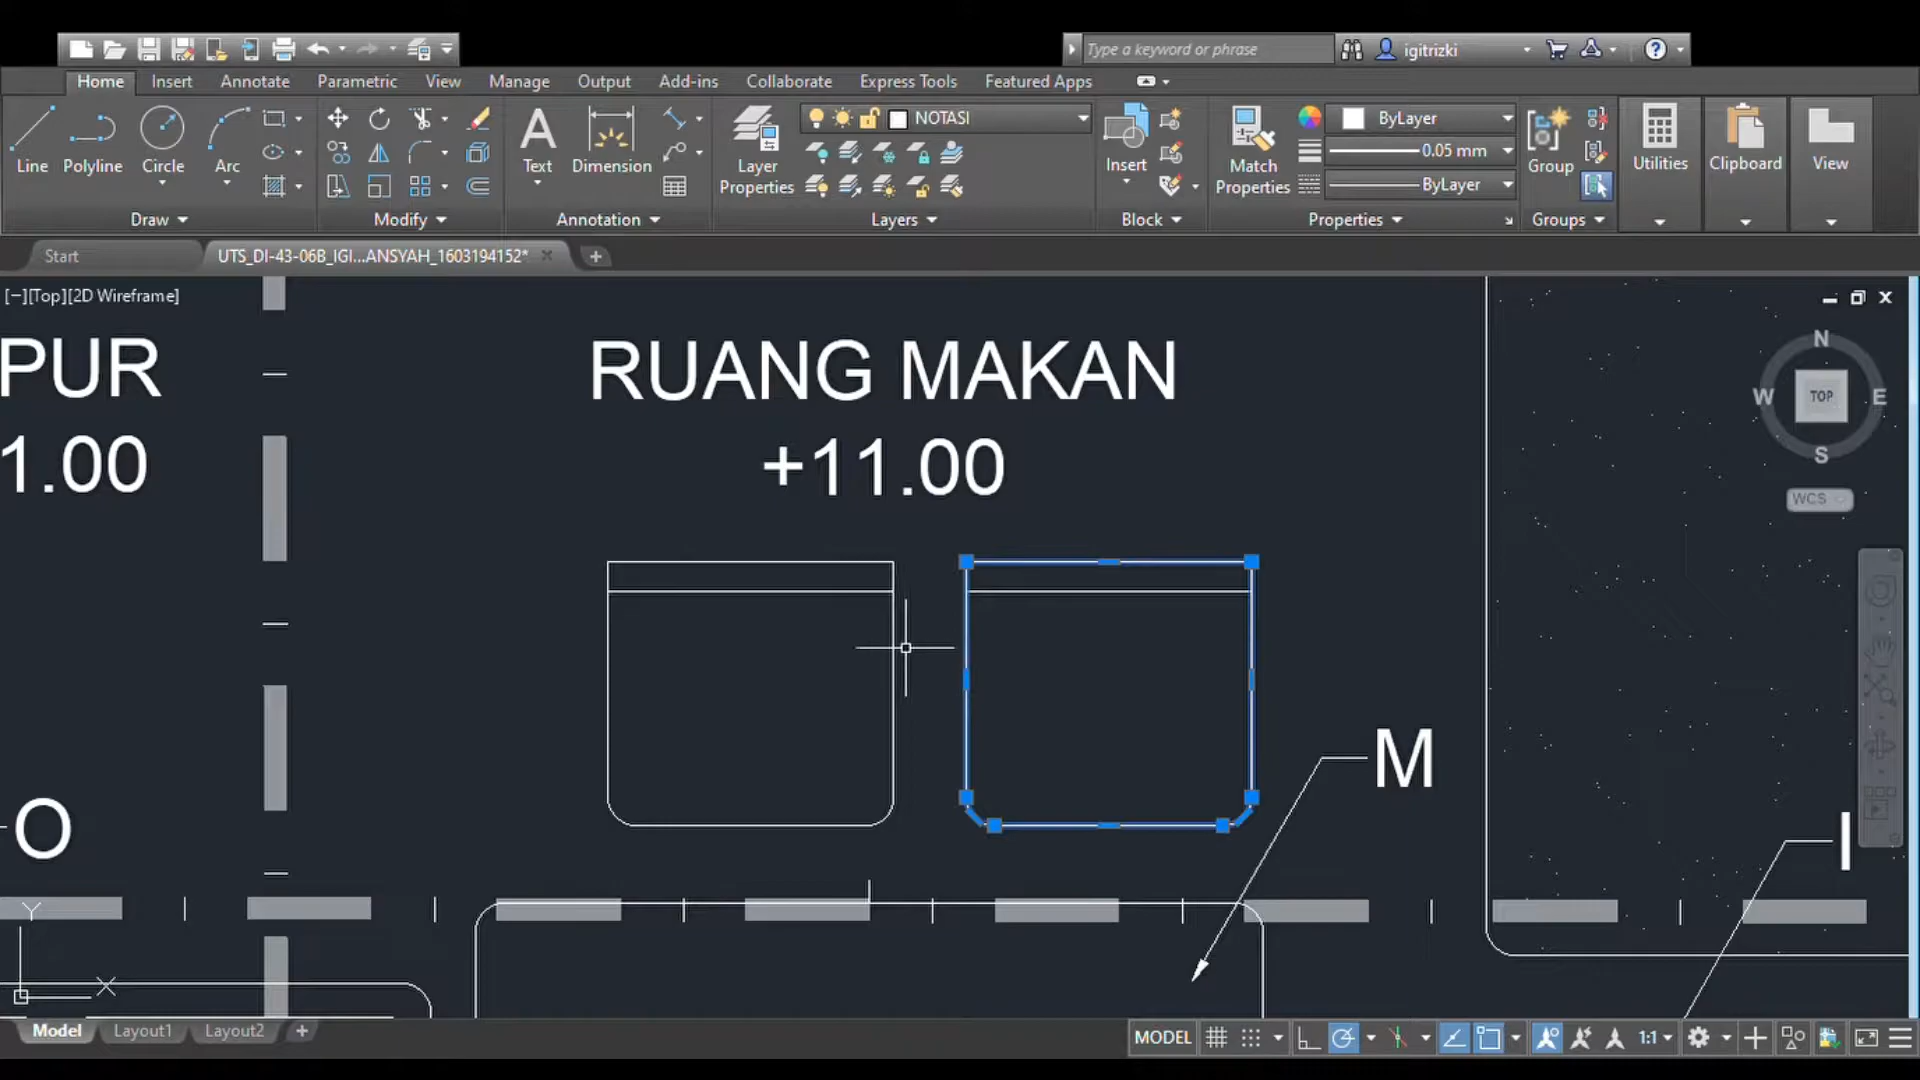 Type a keyword or phrase
igitrizki
Home Insert Annotate Parametric View Manage Output Add-ins Collaborate Express Tools Featured Apps
Line Polyline Circle Arc
Text Dimension
Layer Properties
NOTASI
Insert
Match Properties
ByLayer
0.05 mm
ByLayer
Group
Utilities
Clipboard
View
Draw Modify Annotation Layers Block Properties Groups
Start UTS_DI-43-06B_IGI...ANSYAH_1603194152*
[−][Top][2D Wireframe]
N
W TOP E
S
WCS
PUR
1.00
RUANG MAKAN
+11.00
M
O
I
Y
X
Model Layout1 Layout2
MODEL 1:1